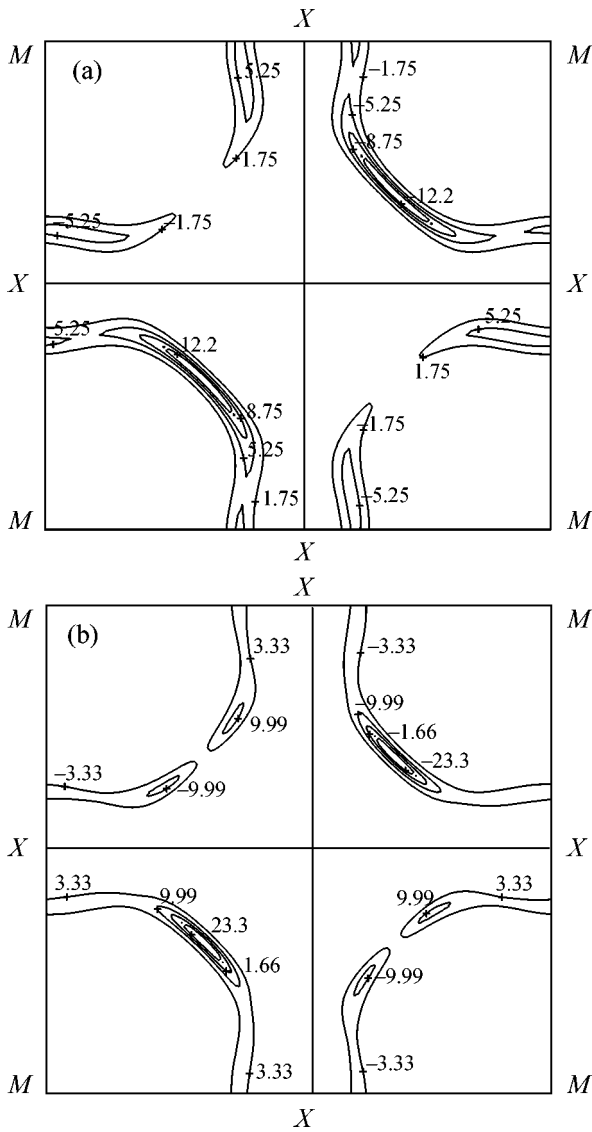 X
M M
(a)
5.25 −1.75
−5.25
−8.75
1.75
−12.2
−5.25 −1.75
X X
5.25 5.25
12.2
1.75
8.75
−1.75
5.25
1.75 −5.25
M M
X
X
M M
(b)
3.33 −3.33
−9.99
9.99 −1.66
−23.3
−3.33
−9.99
X X
3.33 9.99 9.99 3.33
23.3
1.66 −9.99
3.33 −3.33
M M
X